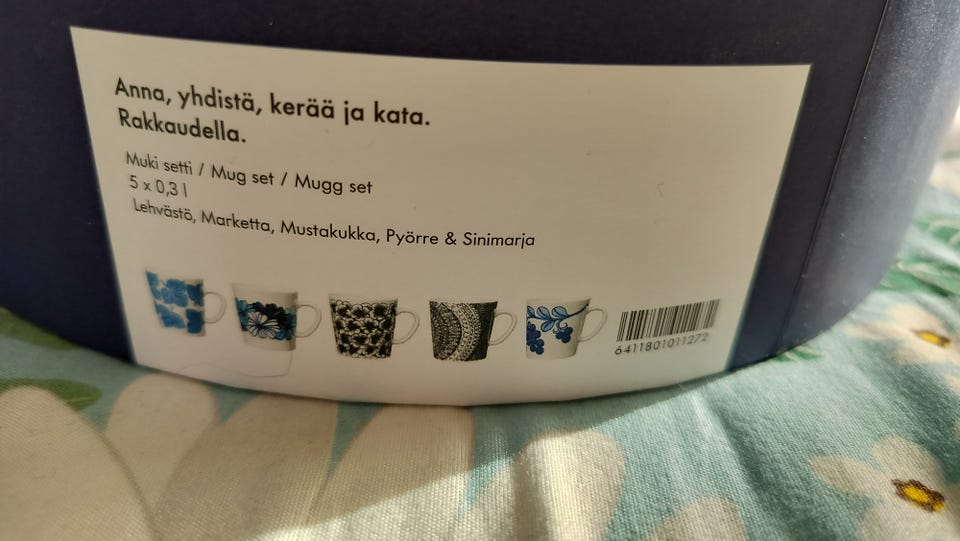 Anna, yhdistä, kerää ja kata.
Rakkaudella.
Muki setti / Mug set / Mugg set
5 x 0,3 l
Lehvästö, Marketta, Mustakukka, Pyörre & Sinimarja
6411801011272